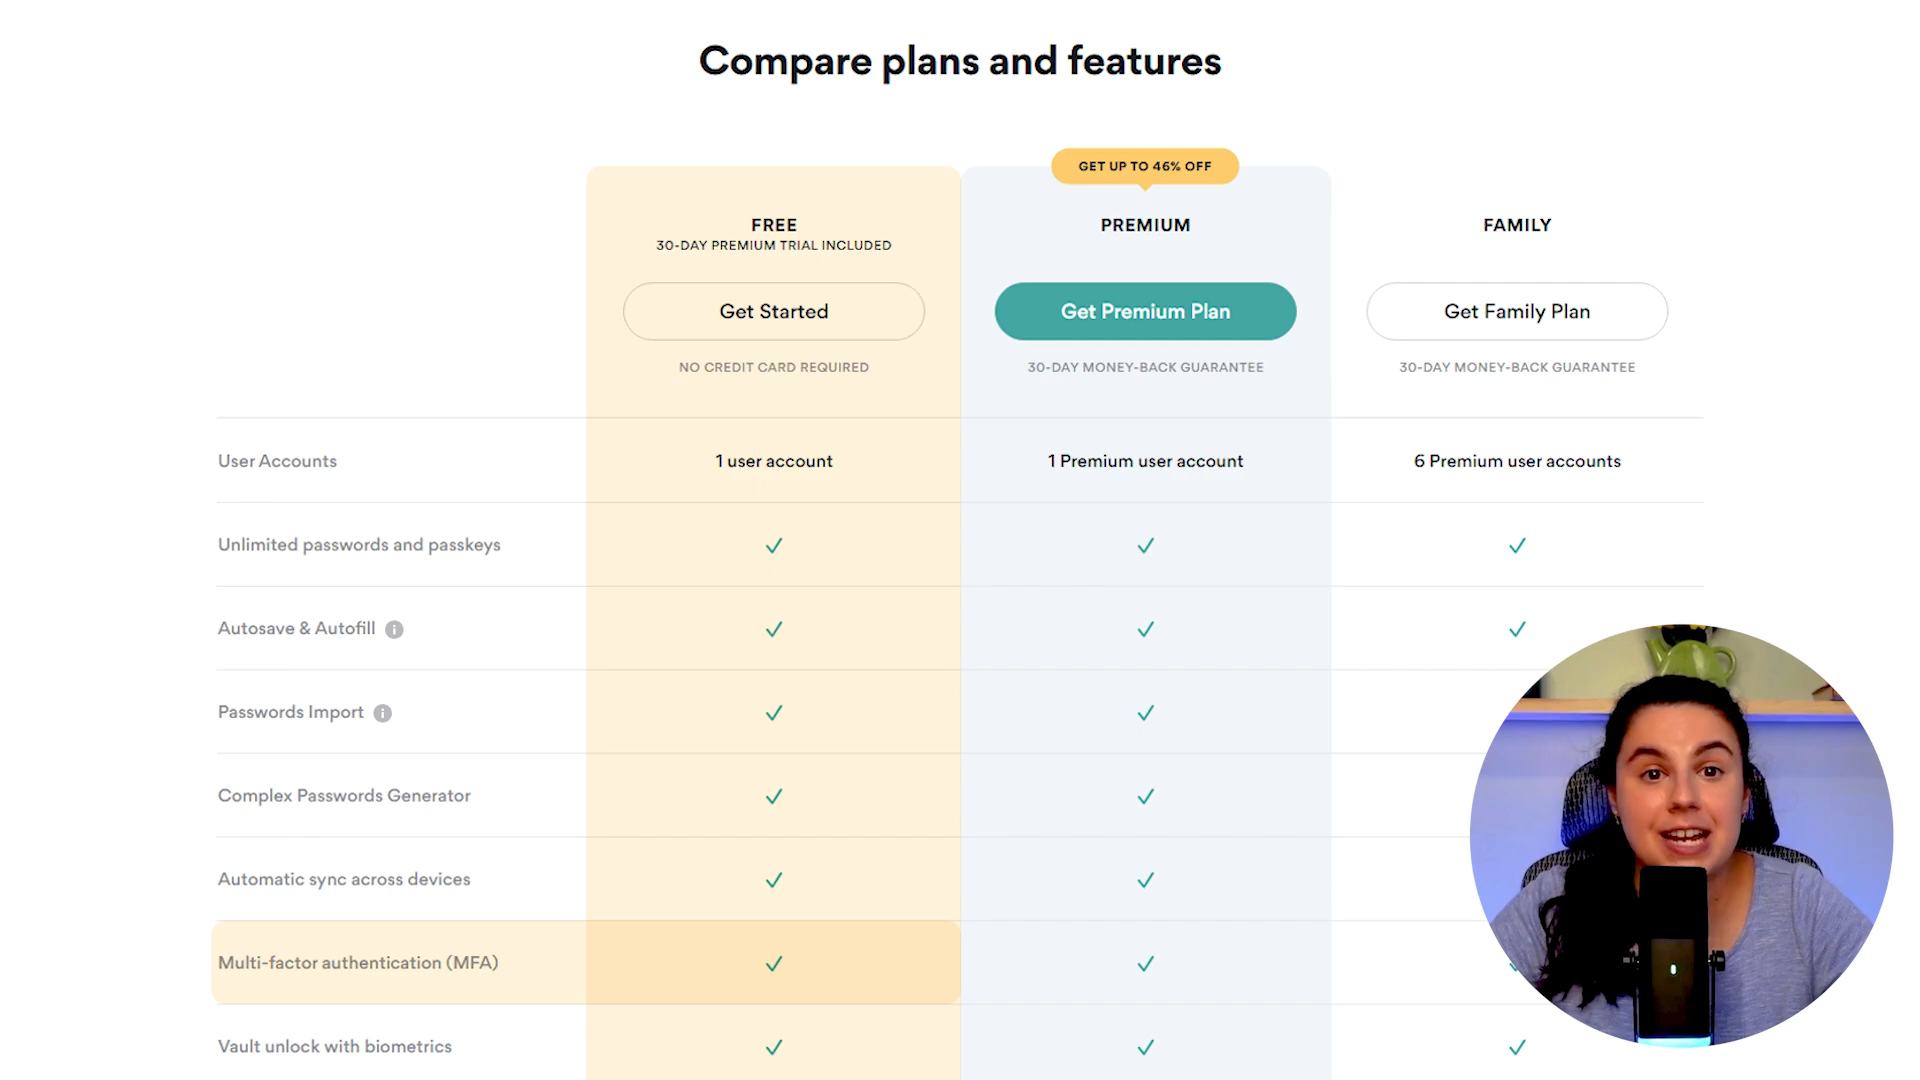 Compare plans and features
GET UP TO 46% OFF
FREE
30-DAY PREMIUM TRIAL INCLUDED
PREMIUM
FAMILY
Get Started
Get Premium Plan
Get Family Plan
NO CREDIT CARD REQUIRED
30-DAY MONEY-BACK GUARANTEE
30-DAY MONEY-BACK GUARANTEE
User Accounts
1 user account
1 Premium user account
6 Premium user accounts
Unlimited passwords and passkeys
Autosave & Autofill
Passwords Import
Complex Passwords Generator
Automatic sync across devices
Multi-factor authentication (MFA)
Vault unlock with biometrics